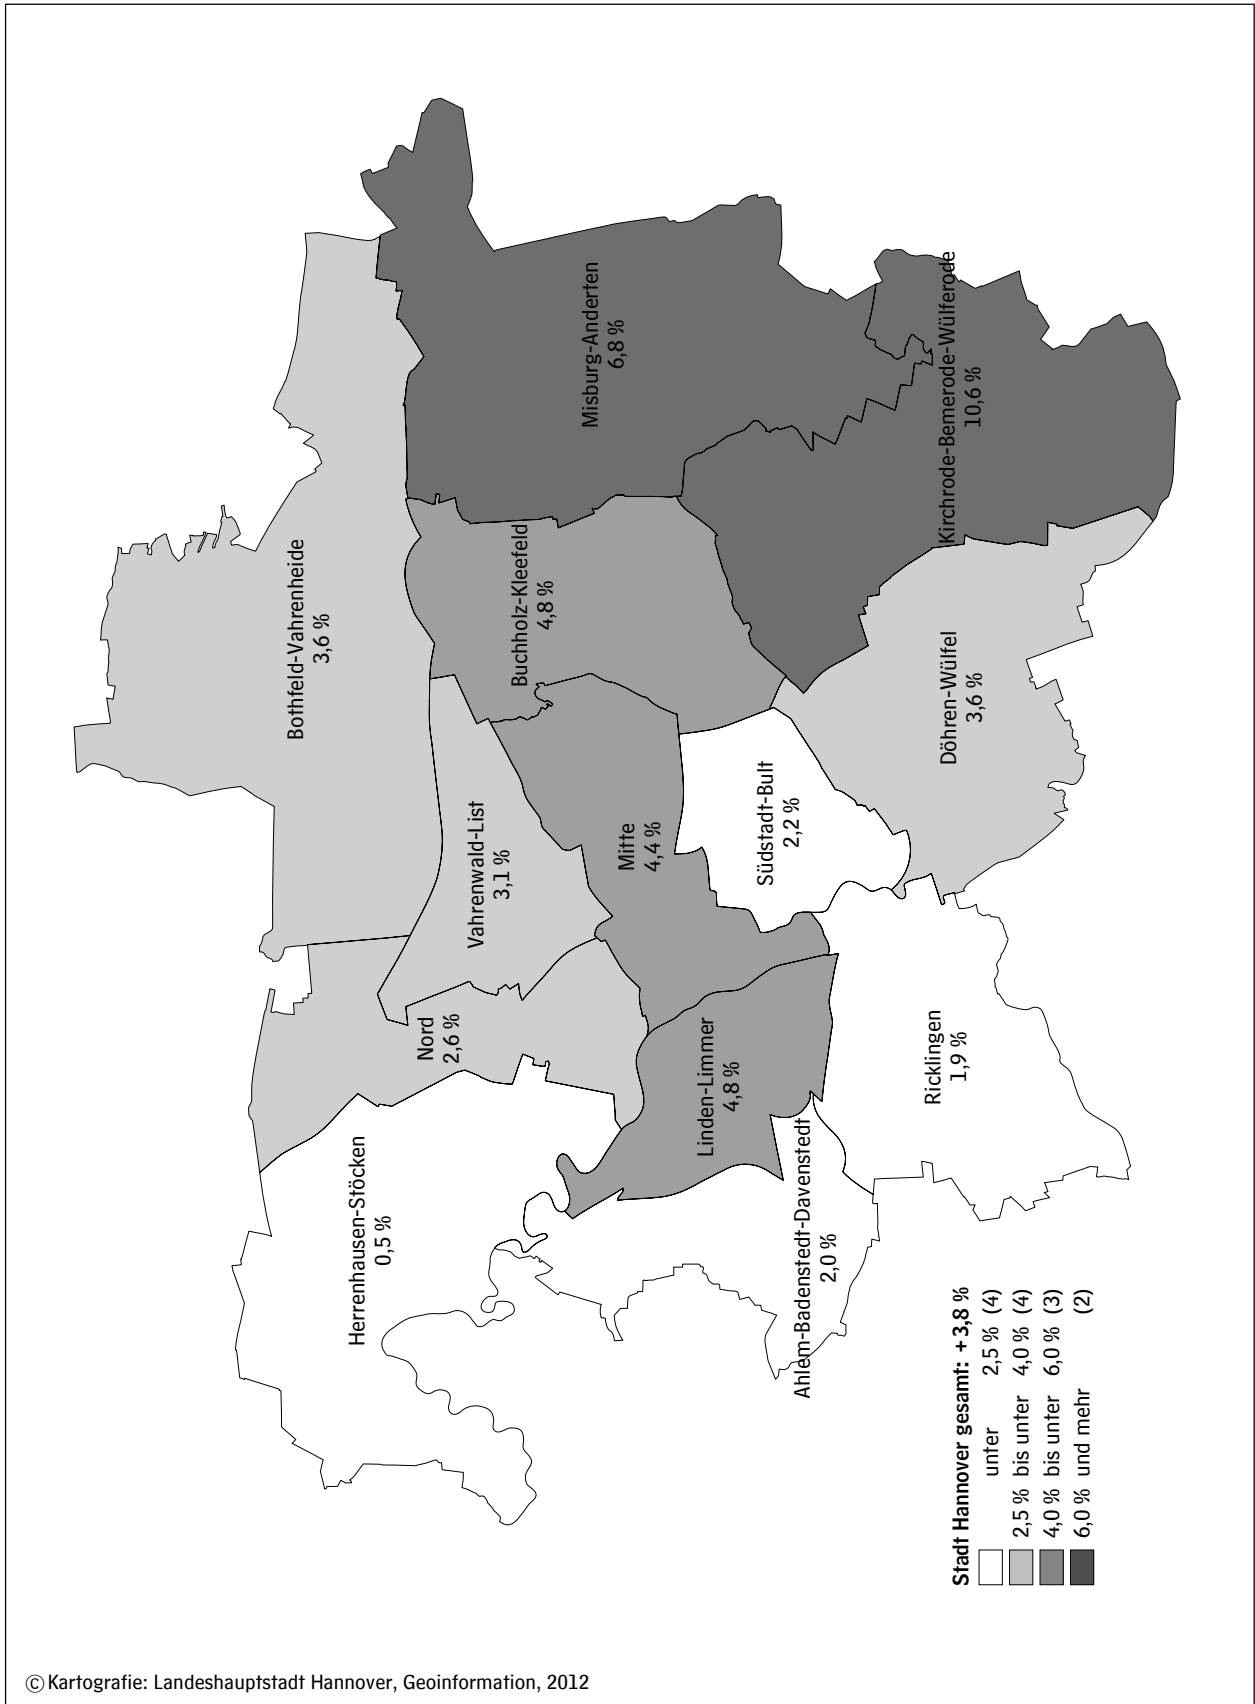 Bothfeld-Vahrenheide
3,6 %
Herrenhausen-Stöcken
0,5 %
Nord
2,6 %
Vahrenwald-List
3,1 %
Buchholz-Kleefeld
4,8 %
Misburg-Anderten
6,8 %
Mitte
4,4 %
Linden-Limmer
4,8 %
Südstadt-Bult
2,2 %
Ahlem-Badenstedt-Davenstedt
2,0 %
Ricklingen
1,9 %
Döhren-Wülfel
3,6 %
Kirchrode-Bemerode-Wülferode
10,6 %
Stadt Hannover gesamt: +3,8 %
unter 2,5 % (4)
2,5 % bis unter 4,0 % (4)
4,0 % bis unter 6,0 % (3)
6,0 % und mehr (2)
© Kartografie: Landeshauptstadt Hannover, Geoinformation, 2012